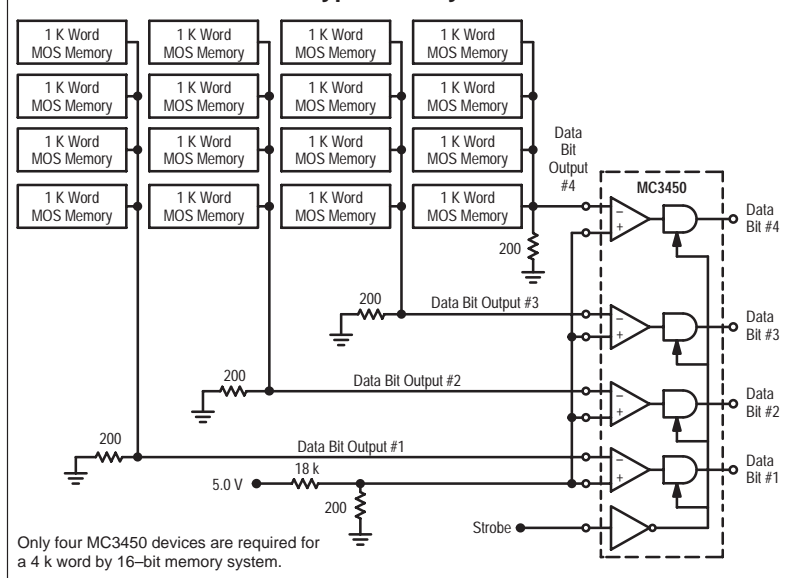 1 K Word
MOS Memory
1 K Word
MOS Memory
1 K Word
MOS Memory
1 K Word
MOS Memory
1 K Word
MOS Memory
1 K Word
MOS Memory
1 K Word
MOS Memory
1 K Word
MOS Memory
1 K Word
MOS Memory
1 K Word
MOS Memory
1 K Word
MOS Memory
1 K Word
MOS Memory
1 K Word
MOS Memory
1 K Word
MOS Memory
1 K Word
MOS Memory
1 K Word
MOS Memory
Data
Bit
Output
#4
MC3450
–
+
Data
Bit #4
200
200
Data Bit Output #3
–
+
Data
Bit #3
200
Data Bit Output #2
–
+
Data
Bit #2
200
Data Bit Output #1
–
+
Data
Bit #1
5.0 V
18 k
200
Strobe
Only four MC3450 devices are required for
a 4 k word by 16–bit memory system.